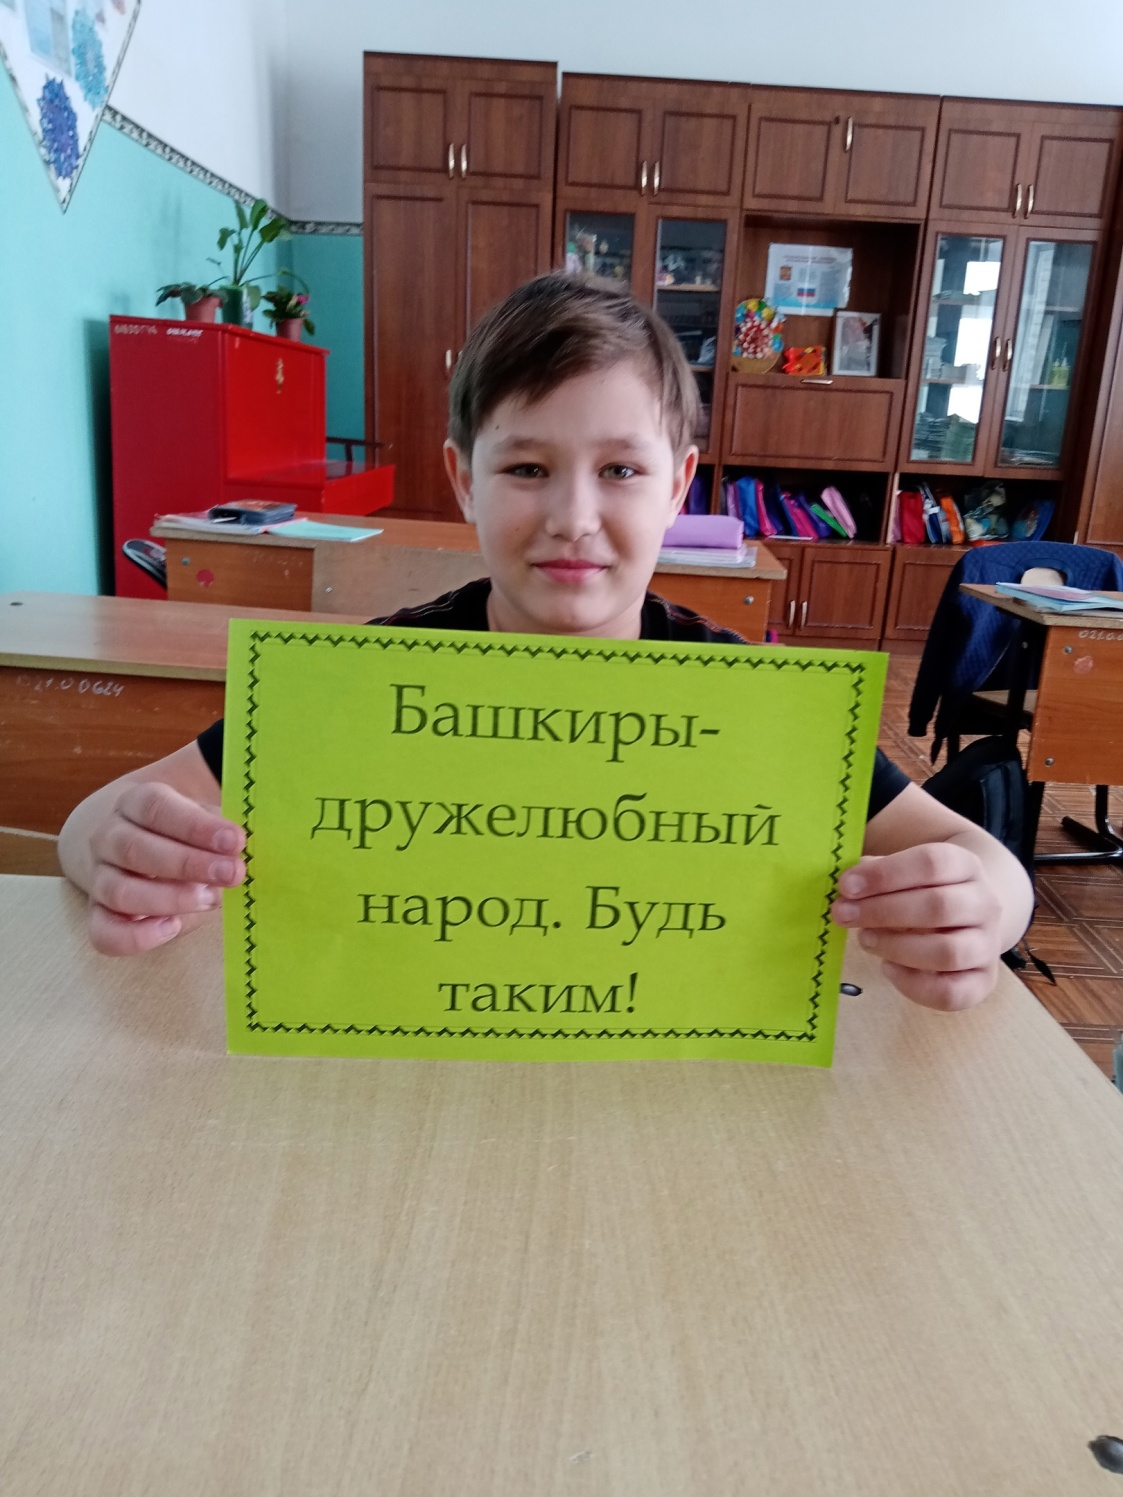 Башкиры-
дружелюбный
народ. Будь
таким!